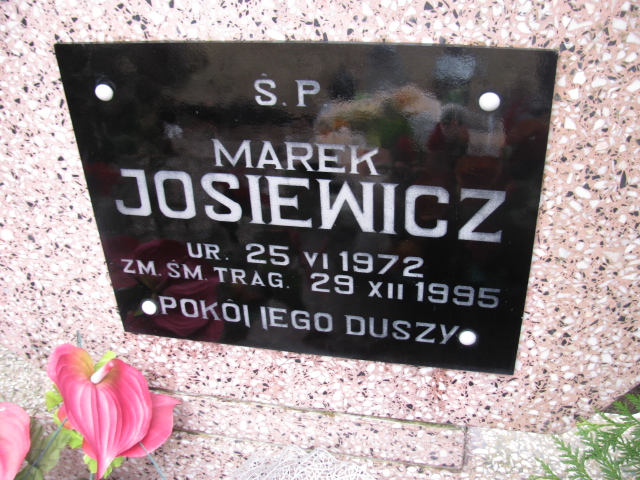 Ś.P.
MAREK
JOSIEWICZ
UR. 25 VI 1972
ZM. ŚM. TRAG. 29 XII 1995
POKÓJ JEGO DUSZY